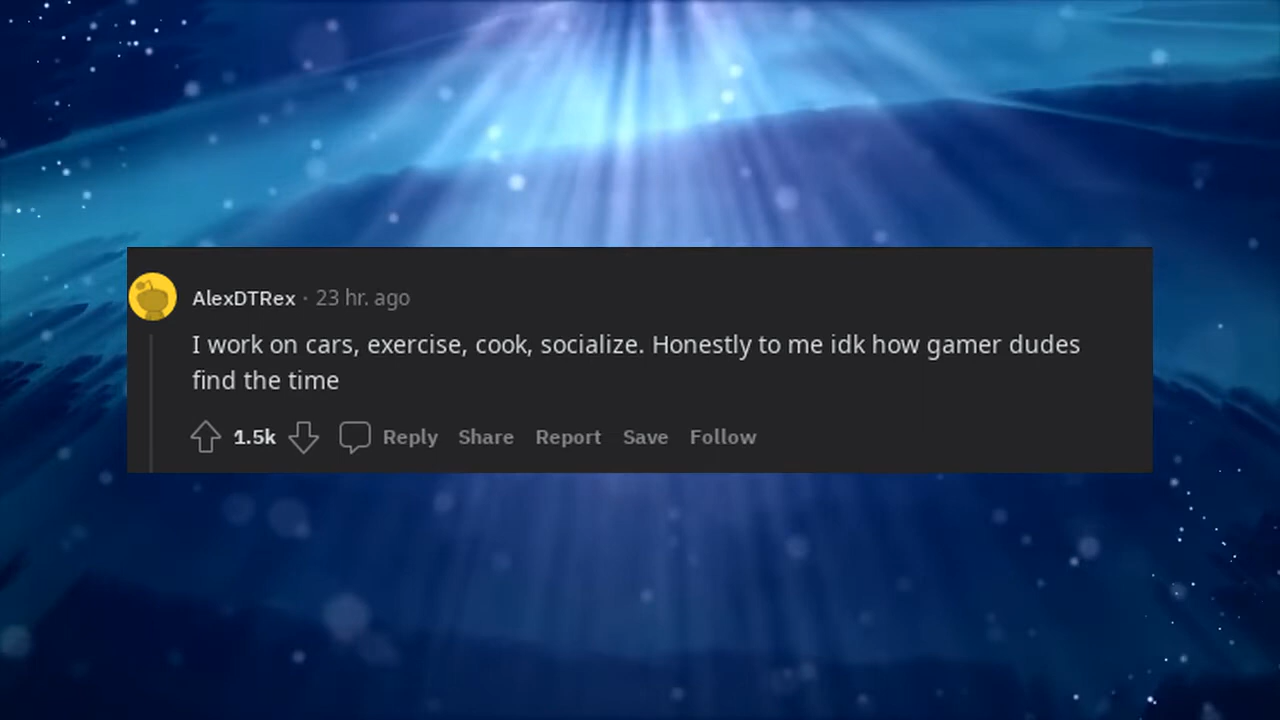 AlexDTRex · 23 hr. ago
I work on cars, exercise, cook, socialize. Honestly to me idk how gamer dudes
find the time
1.5k Reply Share Report Save Follow